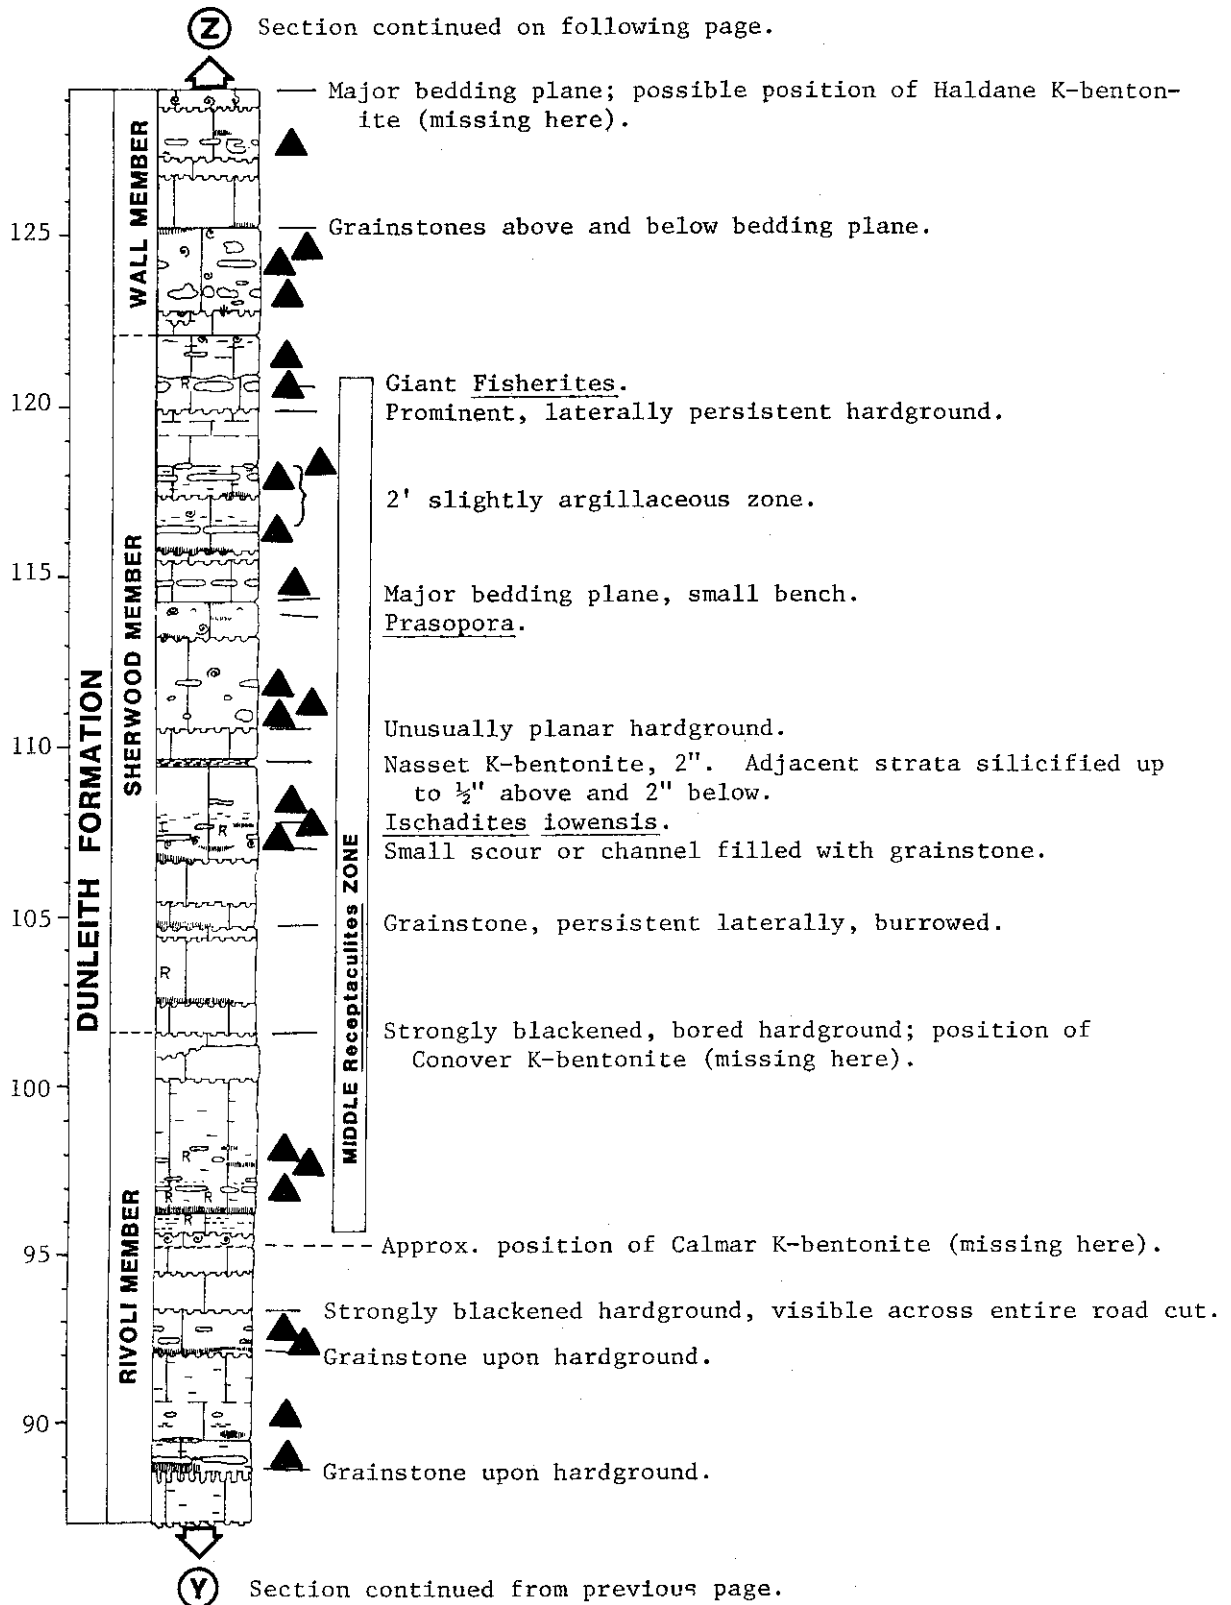 Z Section continued on following page.
Major bedding plane; possible position of Haldane K-benton-
ite (missing here).
Grainstones above and below bedding plane.
Giant Fisherites.
Prominent, laterally persistent hardground.
2' slightly argillaceous zone.
Major bedding plane, small bench.
Prasopora.
Unusually planar hardground.
Nasset K-bentonite, 2". Adjacent strata silicified up
to ½" above and 2" below.
Ischadites iowensis.
Small scour or channel filled with grainstone.
Grainstone, persistent laterally, burrowed.
Strongly blackened, bored hardground; position of
Conover K-bentonite (missing here).
Approx. position of Calmar K-bentonite (missing here).
Strongly blackened hardground, visible across entire road cut.
Grainstone upon hardground.
Grainstone upon hardground.
125
120
115
110
105
100
95
90
DUNLEITH FORMATION
WALL MEMBER
SHERWOOD MEMBER
RIVOLI MEMBER
MIDDLE Receptaculites ZONE
R
R
R
R
R
R
R
Y Section continued from previous page.